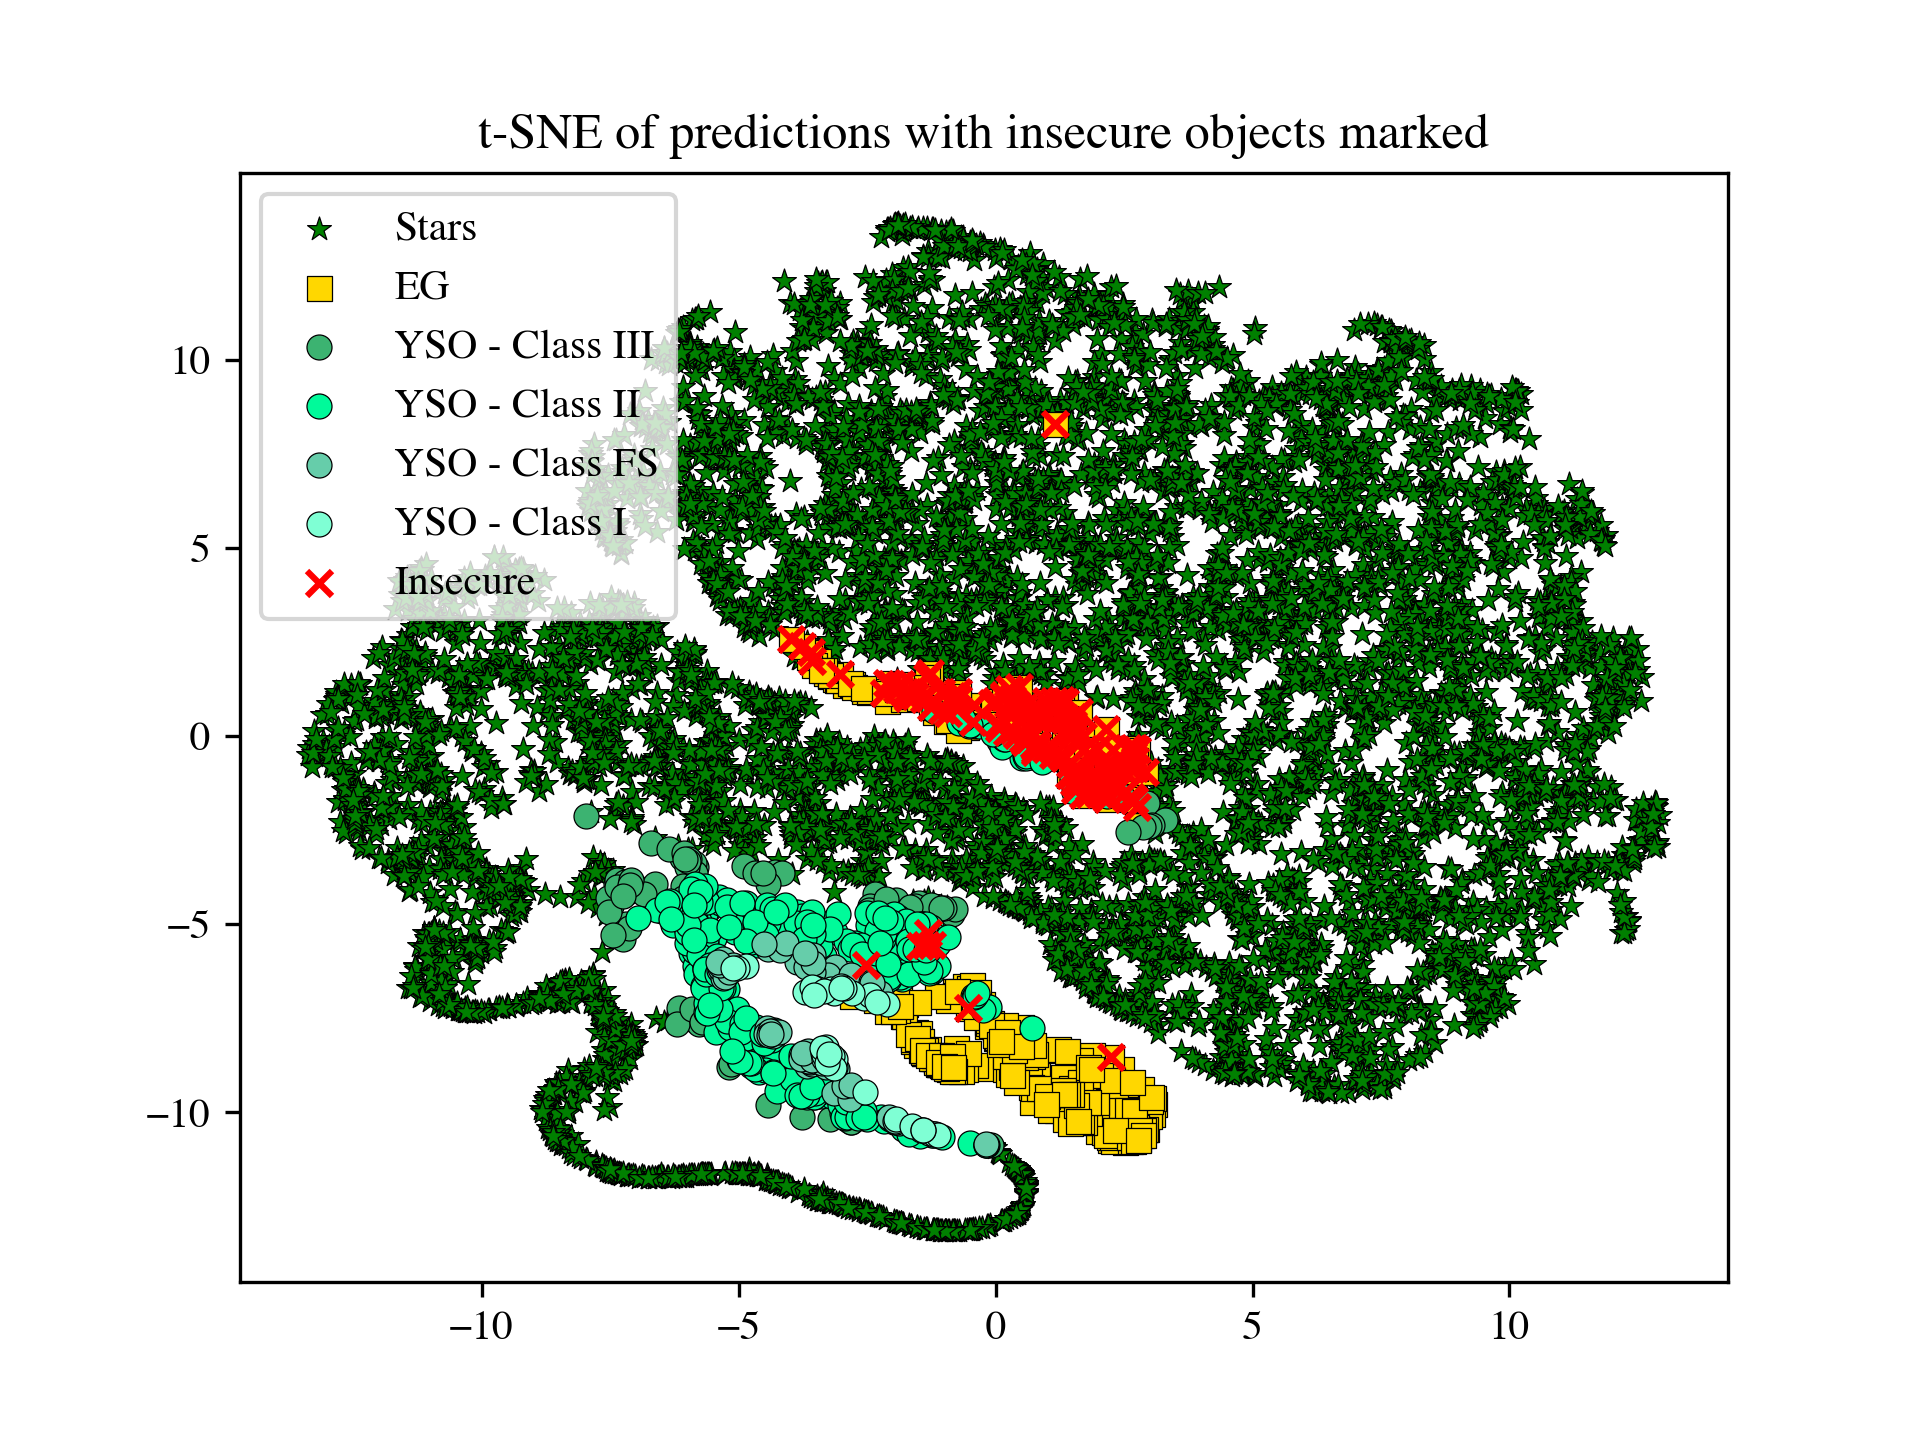 t-SNE of predictions with insecure objects marked
Stars
EG
YSO - Class III
YSO - Class II
YSO - Class FS
YSO - Class I
Insecure
10
5
0
−5
−10
−10
−5
0
5
10